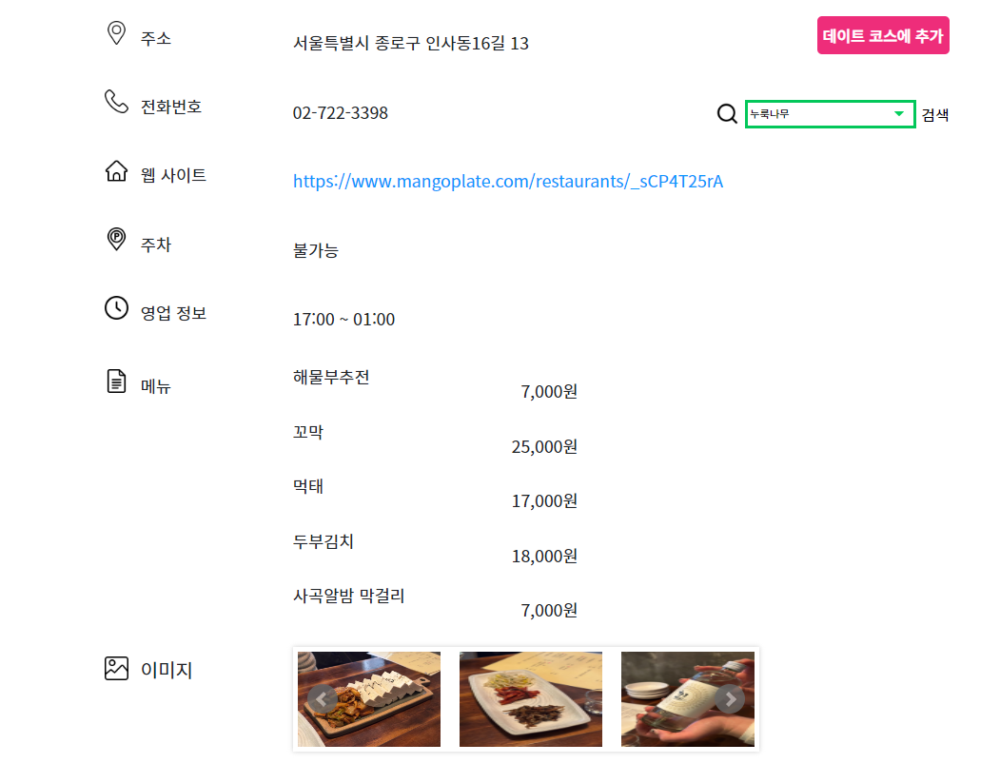 주소
서울특별시 종로구 인사동16길 13
데이트 코스에 추가
전화번호
02-722-3398
누룩나무
검색
웹 사이트
https://www.mangoplate.com/restaurants/_sCP4T25rA
주차
불가능
영업 정보
17:00 ~ 01:00
메뉴
해물부추전
7,000원
꼬막
25,000원
먹태
17,000원
두부김치
18,000원
사곡알밤 막걸리
7,000원
이미지